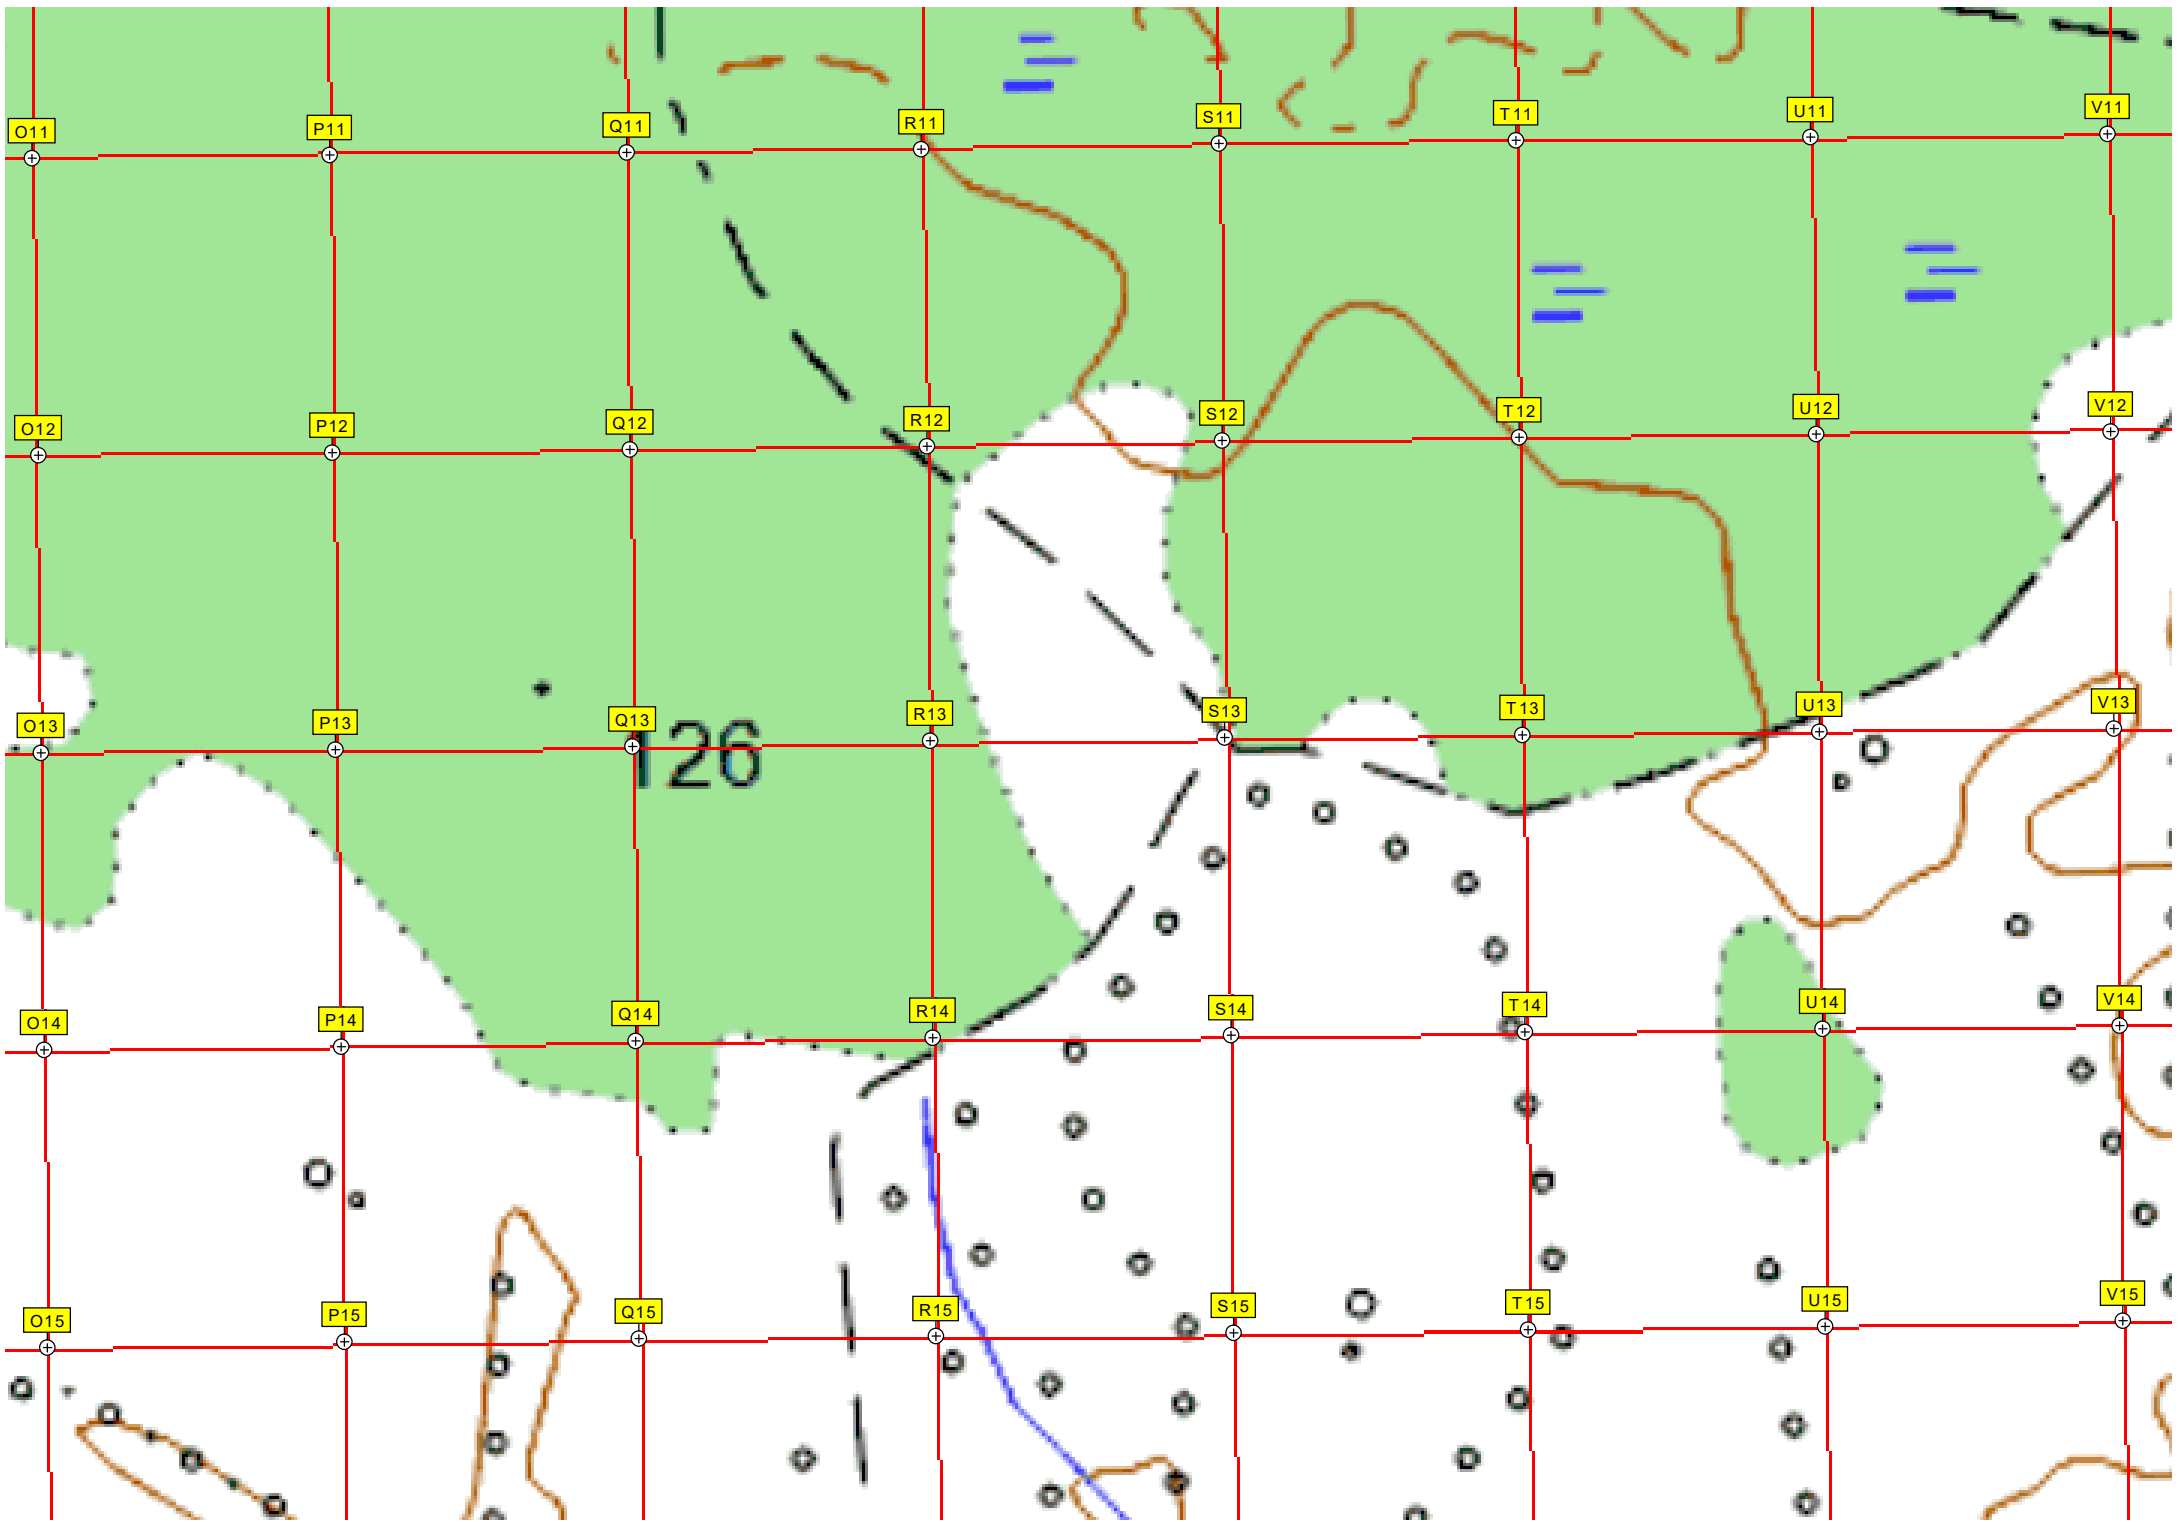 O11 P11 Q11 R11 S11 T11 U11 V11
O12 P12 Q12 R12 S12 T12 U12 V12
O13 P13 Q13 R13 S13 T13 U13 V13
126
O14 P14 Q14 R14 S14 T14 U14 V14
O15 P15 Q15 R15 S15 T15 U15 V15